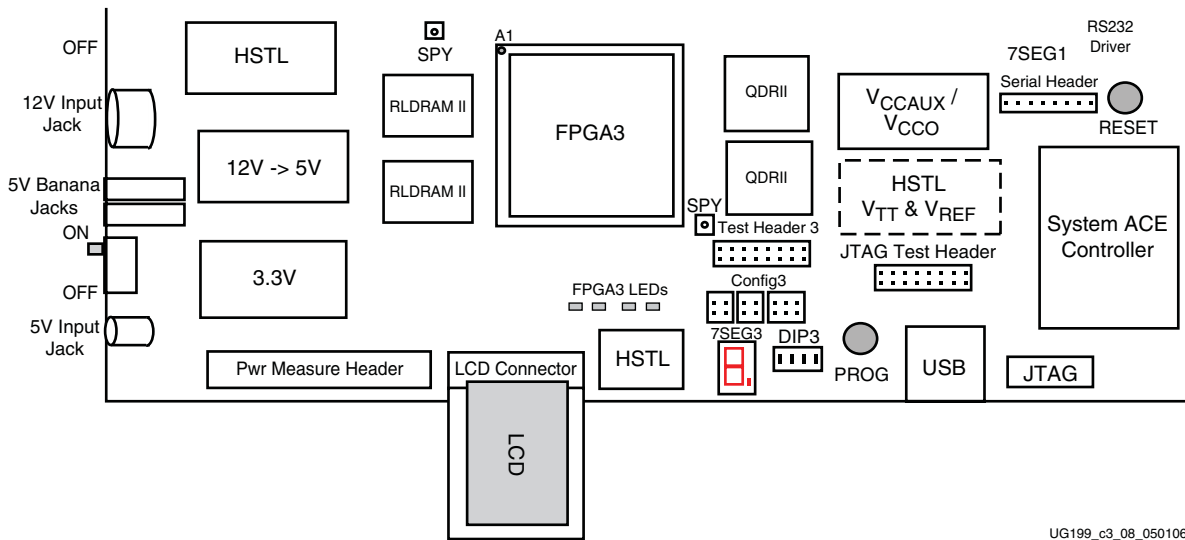 OFF
HSTL
SPY
A1
RS232
Driver
7SEG1
Serial Header
RESET
12V Input
Jack
RLDRAM II
FPGA3
QDRII
VCCAUX /
VCCO
12V -> 5V
RLDRAM II
QDRII
HSTL
VTT & VREF
5V Banana
Jacks
SPY
Test Header 3
System ACE
Controller
ON
JTAG Test Header
3.3V
OFF
FPGA3 LEDs
Config3
5V Input
Jack
7SEG3
DIP3
Pwr Measure Header
LCD Connector
HSTL
8.
PROG
USB
JTAG
LCD
UG199_c3_08_050106